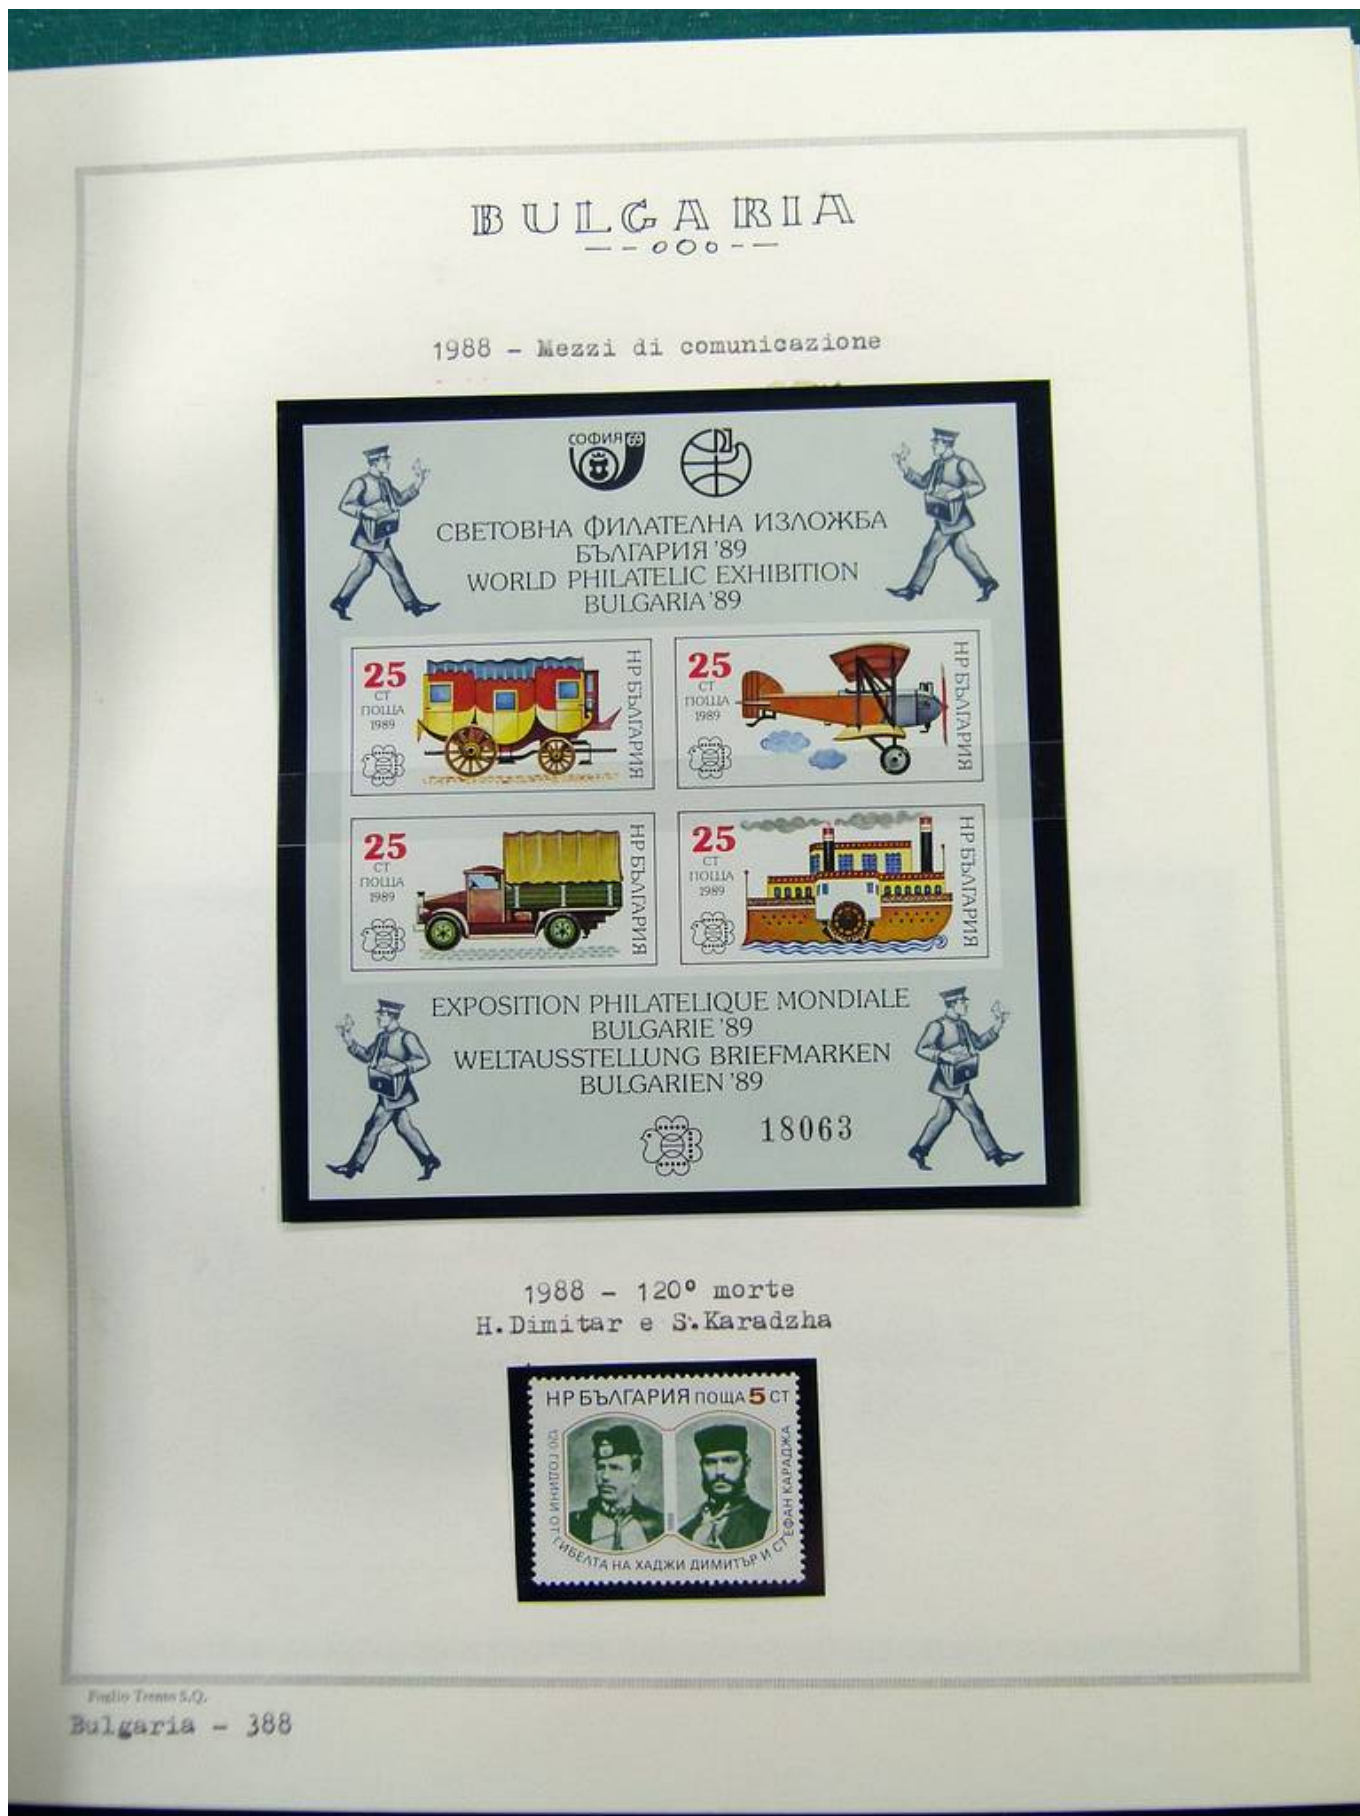 BULGARIA
1988 - Mezzi di comunicazione
СОФИЯ 69
СВЕТОВНА ФИЛАТЕЛНА ИЗЛОЖБА
БЪЛГАРИЯ '89
WORLD PHILATELIC EXHIBITION
BULGARIA '89
25
СТ
ПОЩА
1989
НР БЪЛГАРИЯ
25
СТ
ПОЩА
1989
НР БЪЛГАРИЯ
25
СТ
ПОЩА
1989
НР БЪЛГАРИЯ
25
СТ
ПОЩА
1989
НР БЪЛГАРИЯ
EXPOSITION PHILATELIQUE MONDIALE
BULGARIE '89
WELTAUSSTELLUNG BRIEFMARKEN
BULGARIEN '89
18063
1988 - 120° morte
H.Dimitar e S.Karadzha
НР БЪЛГАРИЯ ПОЩА 5 СТ
120 ГОДИНИ ОТ ГИБЕЛТА НА ХАДЖИ ДИМИТЪР И СТЕФАН КАРАДЖА
Foglio Trento S.Q.
Bulgaria - 388